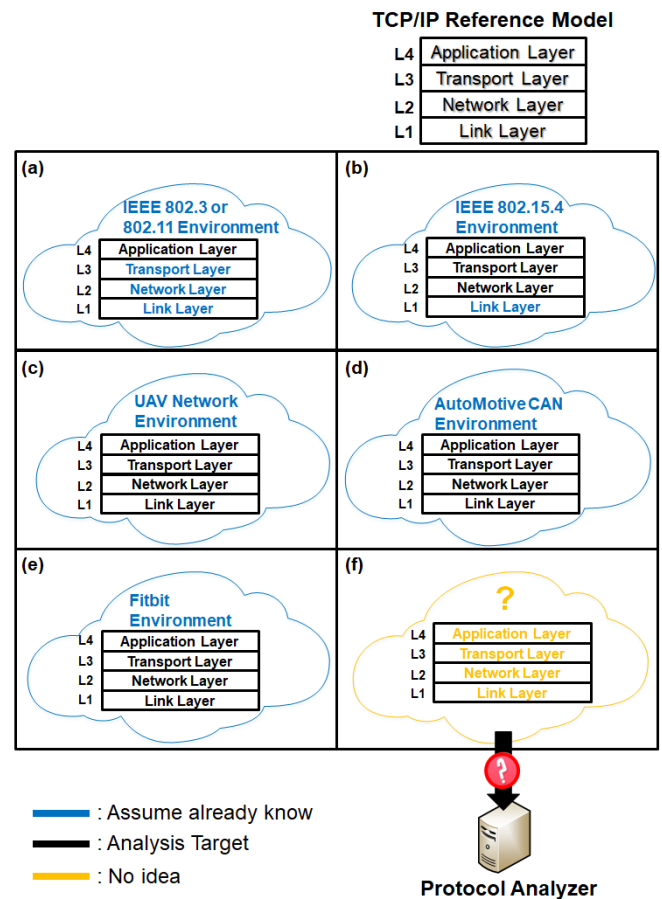 TCP/IP Reference Model
L4 Application Layer
L3 Transport Layer
L2 Network Layer
L1 Link Layer
(a)
IEEE 802.3 or
802.11 Environment
L4 Application Layer
L3 Transport Layer
L2 Network Layer
L1 Link Layer
(b)
IEEE 802.15.4
Environment
L4 Application Layer
L3 Transport Layer
L2 Network Layer
L1 Link Layer
(c)
UAV Network
Environment
L4 Application Layer
L3 Transport Layer
L2 Network Layer
L1 Link Layer
(d)
AutoMotive CAN
Environment
L4 Application Layer
L3 Transport Layer
L2 Network Layer
L1 Link Layer
(e)
Fitbit
Environment
L4 Application Layer
L3 Transport Layer
L2 Network Layer
L1 Link Layer
(f)
?
L4 Application Layer
L3 Transport Layer
L2 Network Layer
L1 Link Layer
?
: Assume already know
: Analysis Target
: No idea
Protocol Analyzer